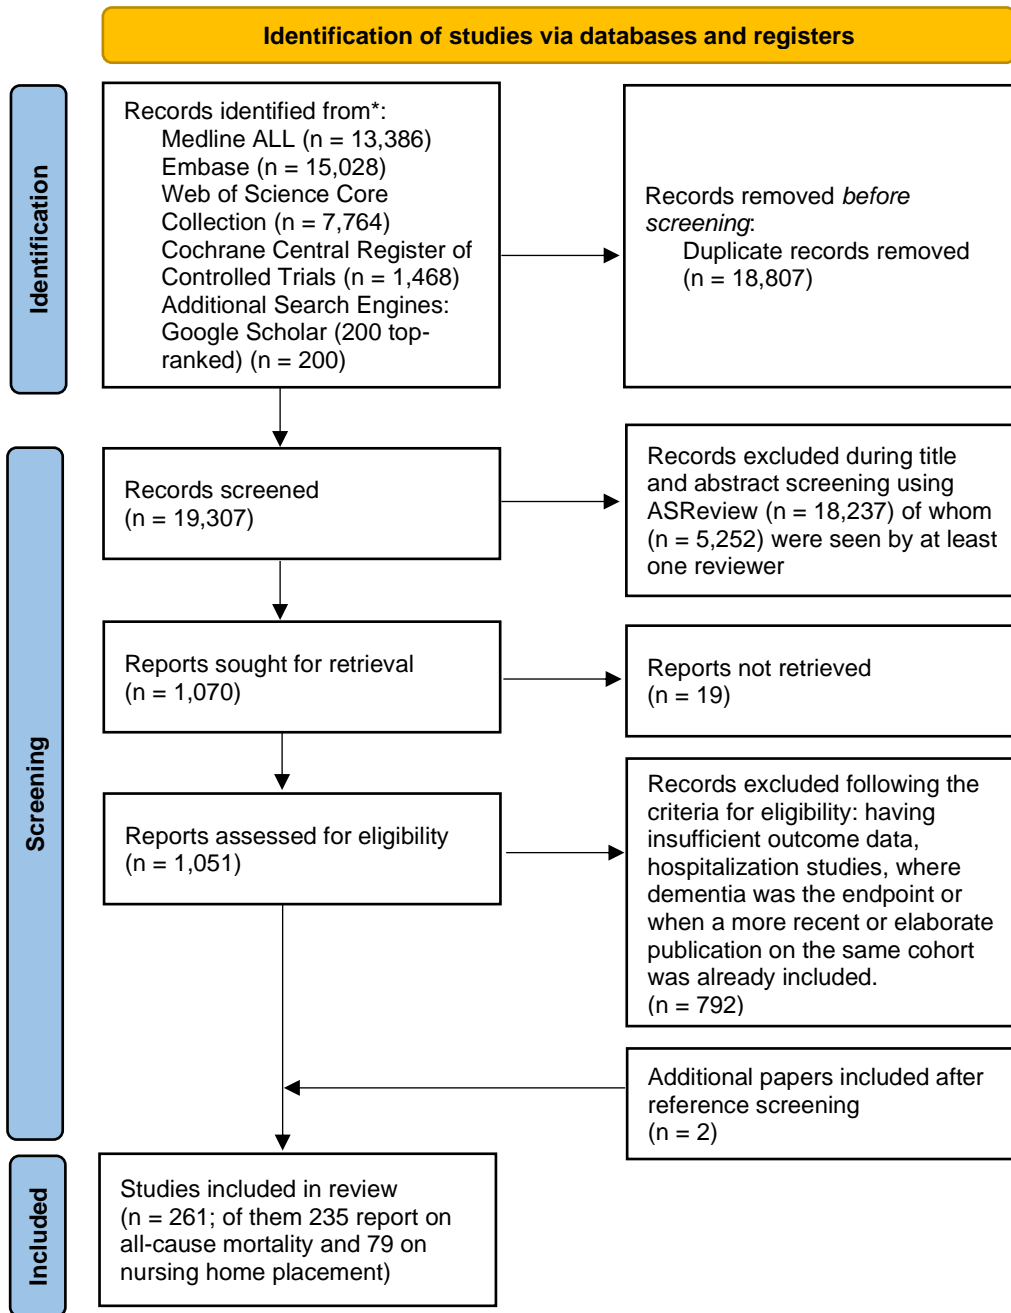 Identification of studies via databases and registers
Identification
Records identified from*:
Medline ALL (n = 13,386)
Embase (n = 15,028)
Web of Science Core
Collection (n = 7,764)
Cochrane Central Register of
Controlled Trials (n = 1,468)
Additional Search Engines:
Google Scholar (200 top-
ranked) (n = 200)
Records removed before
screening:
Duplicate records removed
(n = 18,807)
Screening
Records screened
(n = 19,307)
Records excluded during title
and abstract screening using
ASReview (n = 18,237) of whom
(n = 5,252) were seen by at least
one reviewer
Reports sought for retrieval
(n = 1,070)
Reports not retrieved
(n = 19)
Reports assessed for eligibility
(n = 1,051)
Records excluded following the
criteria for eligibility: having
insufficient outcome data,
hospitalization studies, where
dementia was the endpoint or
when a more recent or elaborate
publication on the same cohort
was already included.
(n = 792)
Additional papers included after
reference screening
(n = 2)
Included
Studies included in review
(n = 261; of them 235 report on
all-cause mortality and 79 on
nursing home placement)